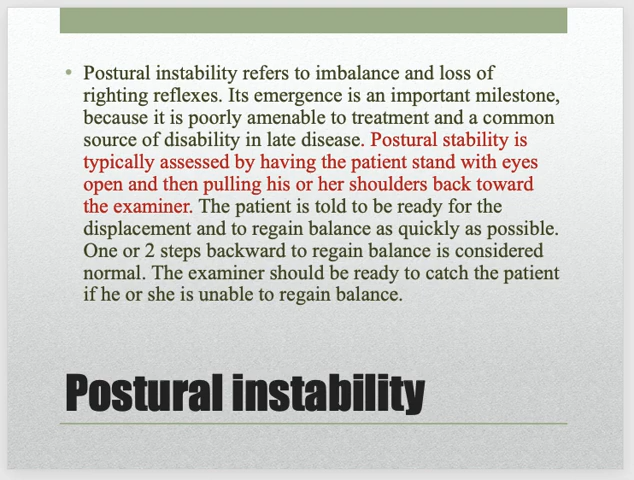 Postural instability refers to imbalance and loss of
righting reflexes. Its emergence is an important milestone,
because it is poorly amenable to treatment and a common
source of disability in late disease. Postural stability is
typically assessed by having the patient stand with eyes
open and then pulling his or her shoulders back toward
the examiner. The patient is told to be ready for the
displacement and to regain balance as quickly as possible.
One or 2 steps backward to regain balance is considered
normal. The examiner should be ready to catch the patient
if he or she is unable to regain balance.
Postural instability